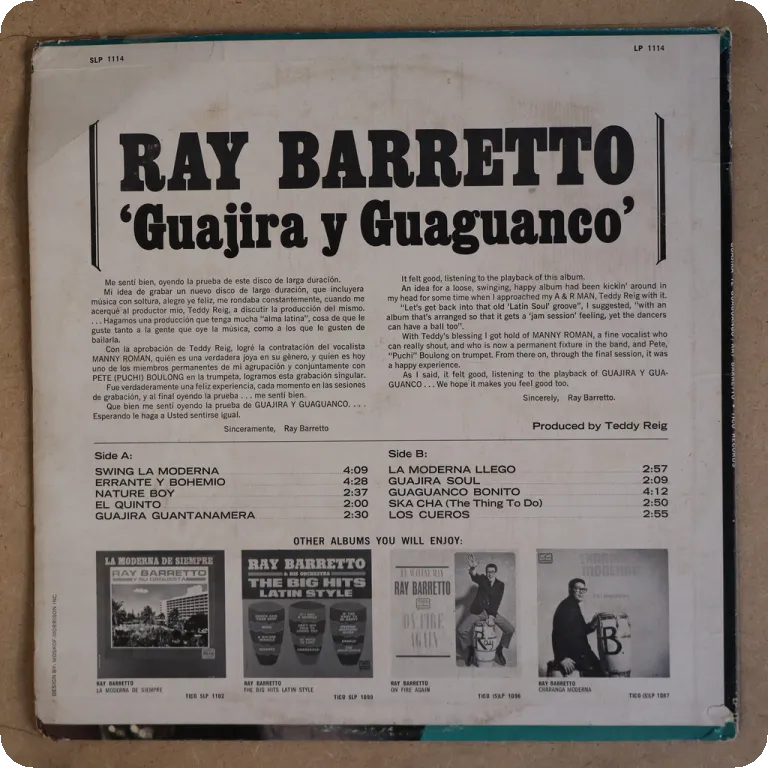 SLP 1114
LP 1114
RAY BARRETTO
‘Guajira y Guaguanco’
Me sentí bien, oyendo la prueba de este disco de larga duración.
Mi idea de grabar un nuevo disco de largo duración, que incluyera
música con soltura, alegre ye feliz, me rondaba constantemente, cuando me
acerqué al productor mio, Teddy Reig, a discutir la producción del mismo.
. . . Hagamos una producción que tenga mucha "alma latina", cosa de que le
guste tanto a la gente que oye la música, como a los que le gusten de
bailarla.
Con la aprobación de Teddy Reig, logré la contratación del vocalista
MANNY ROMAN, quién es una verdadera joya en su gènero, y quien es hoy
uno de los miembros permanentes de mi agrupación y conjuntamente con
PETE (PUCHI) BOULONG en la trumpeta, logramos esta grabación singular.
Fue verdaderamente una feliz experiencia, cada momento en las sesiones
de grabación, y al final oyendo la prueba . . . me sentí bien.
Que bien me sentí oyendo la prueba de GUAJIRA Y GUAGUANCO. . . .
Esperando le haga a Usted sentirse igual.
Sinceramente, Ray Barretto
It felt good, listening to the playback of this album.
An idea for a loose, swinging, happy album had been kickin' around in
my head for some time when I approached my A & R MAN, Teddy Reig with it.
"Let's get back into that old 'Latin Soul' groove", I suggested, "with an
album that's arranged so that it gets a 'jam session' feeling, yet the dancers
can have a ball too".
With Teddy's blessing I got hold of MANNY ROMAN, a fine vocalist who
can really shout, and who is now a permanent fixture in the band, and Pete,
"Puchi" Boulong on trumpet. From there on, through the final session, it was
a happy experience.
As I said, it felt good, listening to the playback of GUAJIRA Y GUA-
GUANCO . . . We hope it makes you feel good too.
Sincerely, Ray Barretto.
Produced by Teddy Reig
Side A:
SWING LA MODERNA 4:09
ERRANTE Y BOHEMIO 4:28
NATURE BOY 2:37
EL QUINTO 2:00
GUAJIRA GUANTANAMERA 2:30
Side B:
LA MODERNA LLEGO 2:57
GUAJIRA SOUL 2:09
GUAGUANCO BONITO 4:12
SKA CHA (The Thing To Do) 2:50
LOS CUEROS 2:55
OTHER ALBUMS YOU WILL ENJOY:
LA MODERNA DE SIEMPRE
RAY BARRETTO
Y SU ORQUESTA
RAY BARRETTO
& HIS ORCHESTRA
THE BIG HITS
LATIN STYLE
RAY BARRETTO
ON FIRE
AGAIN
Ray
CHARANGA
MODERNA
B
RAY BARRETTO
LA MODERNA DE SIEMPRE
TICO SLP 1102
RAY BARRETTO
THE BIG HITS LATIN STYLE
TICO SLP 1099
RAY BARRETTO
ON FIRE AGAIN
TICO (S)LP 1096
RAY BARRETTO
CHARANGA MODERNA
TICO (S)LP 1087
DESIGN BY: MOSKOF-MORRISON INC.